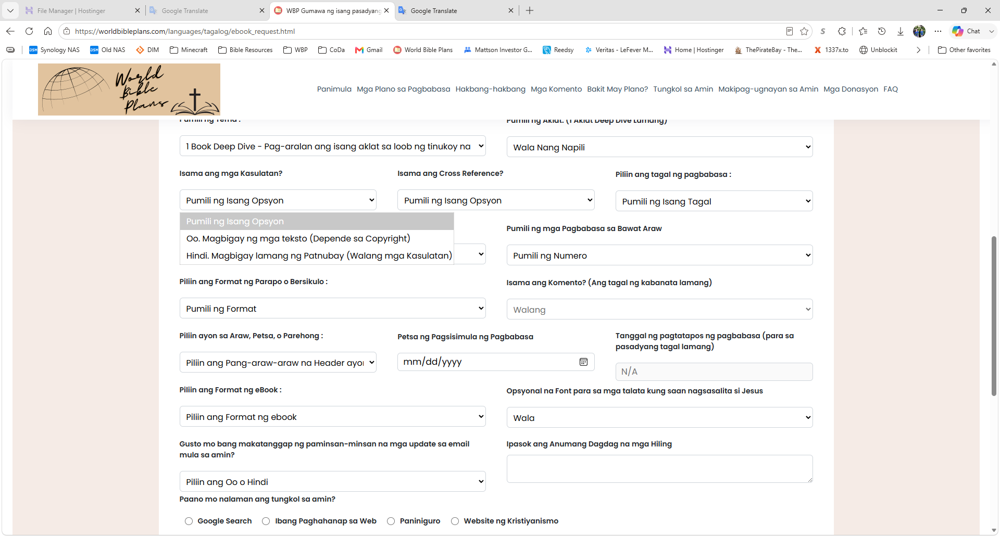 File Manager | Hostinger
Google Translate
WBP Gumawa ng isang pasadyang
Google Translate
https://worldbibleplans.com/languages/tagalog/ebook_request.html
Chat
Synology NAS
Old NAS
DIM
Minecraft
Bible Resources
WBP
CoDa
Gmail
World Bible Plans
Mattson Investor G...
Reedsy
Veritas - LeFever M...
Home | Hostinger
ThePirateBay - The...
1337x.to
Unblockit
Other favorites
World
Bible
Plans
Panimula Mga Plano sa Pagbabasa Hakbang-hakbang Mga Komento Bakit May Plano? Tungkol sa Amin Makipag-ugnayan sa Amin Mga Donasyon FAQ
Pumili ng Tema :
Pumili ng Aklat. (1 Aklat Deep Dive Lamang)
1 Book Deep Dive - Pag-aralan ang isang aklat sa loob ng tinukoy na
Wala Nang Napili
Isama ang mga Kasulatan?
Isama ang Cross Reference?
Piliin ang tagal ng pagbabasa :
Pumili ng Isang Opsyon
Pumili ng Isang Opsyon
Pumili ng Isang Tagal
Pumili ng Isang Opsyon
Oo. Magbigay ng mga teksto (Depende sa Copyright)
Hindi. Magbigay lamang ng Patnubay (Walang mga Kasulatan)
Pumili ng mga Pagbabasa sa Bawat Araw
Pumili ng Numero
Piliin ang Format ng Parapo o Bersikulo :
Isama ang Komento? (Ang tagal ng kabanata lamang)
Pumili ng Format
Walang
Piliin ayon sa Araw, Petsa, o Parehong :
Petsa ng Pagsisimula ng Pagbabasa
Tanggal ng pagtatapos ng pagbabasa (para sa
pasadyang tagal lamang)
Piliin ang Pang-araw-araw na Header ayo
mm/dd/yyyy
N/A
Piliin ang Format ng eBook :
Opsyonal na Font para sa mga talata kung saan nagsasalita si Jesus
Piliin ang Format ng ebook
Wala
Gusto mo bang makatanggap ng paminsan-minsan na mga update sa email
mula sa amin?
Ipasok ang Anumang Dagdag na mga Hiling
Piliin ang Oo o Hindi
Paano mo nalaman ang tungkol sa amin?
Google Search
Ibang Paghahanap sa Web
Paniniguro
Website ng Kristiyanismo